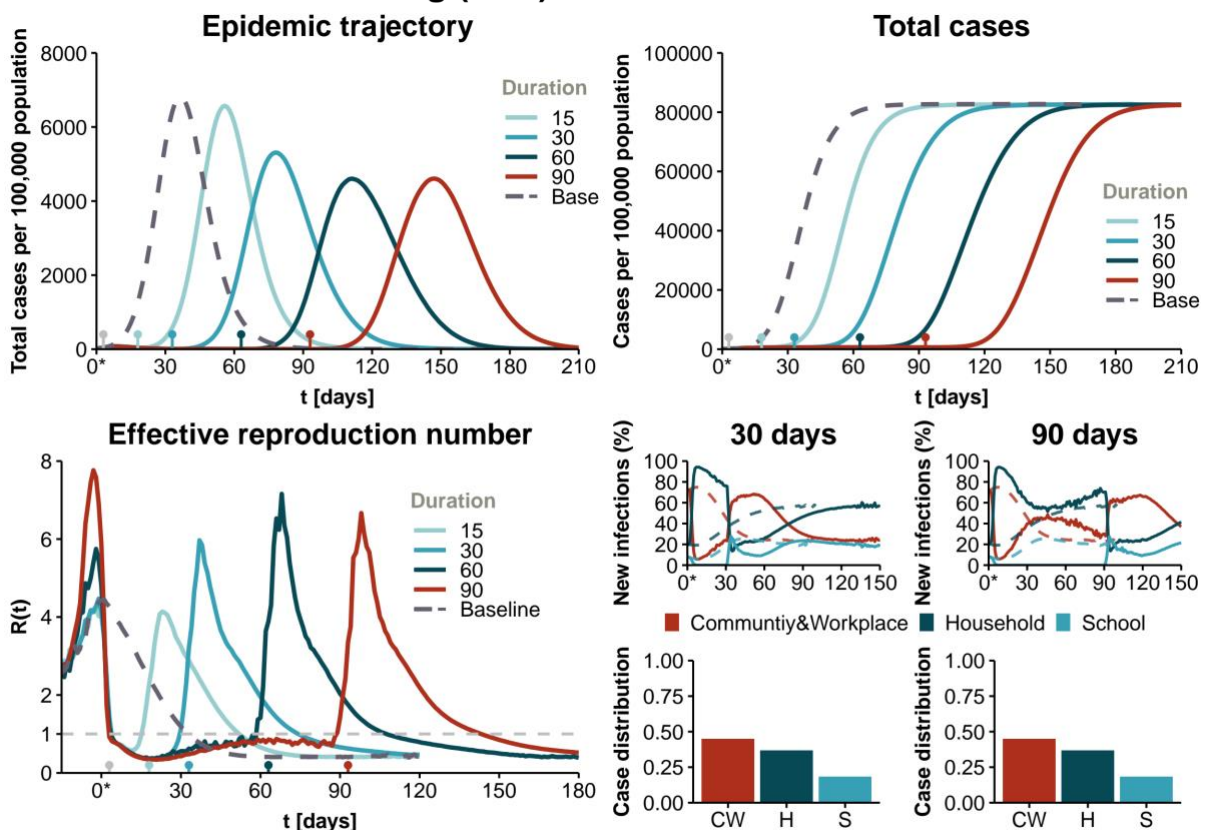 Epidemic trajectory
Total cases per 100,000 population
8000
6000
4000
2000
0
Duration
15
30
60
90
Base
0* 30 60 90 120 150 180 210
t [days]
Total cases
Cases per 100,000 population
100000
80000
60000
40000
20000
0
Duration
15
30
60
90
Base
0* 30 60 90 120 150 180 210
t [days]
Effective reproduction number
R(t)
8
6
4
2
1
0
Duration
15
30
60
90
Baseline
0* 30 60 90 120 150 180
t [days]
30 days
New infections (%)
100
80
60
40
20
0
0* 30 60 90 120 150
90 days
New infections (%)
100
80
60
40
20
0
0* 30 60 90 120 150
Communtiy&Workplace Household School
Case distribution
1.00
0.75
0.50
0.25
0.00
CW H S
Case distribution
1.00
0.75
0.50
0.25
0.00
CW H S